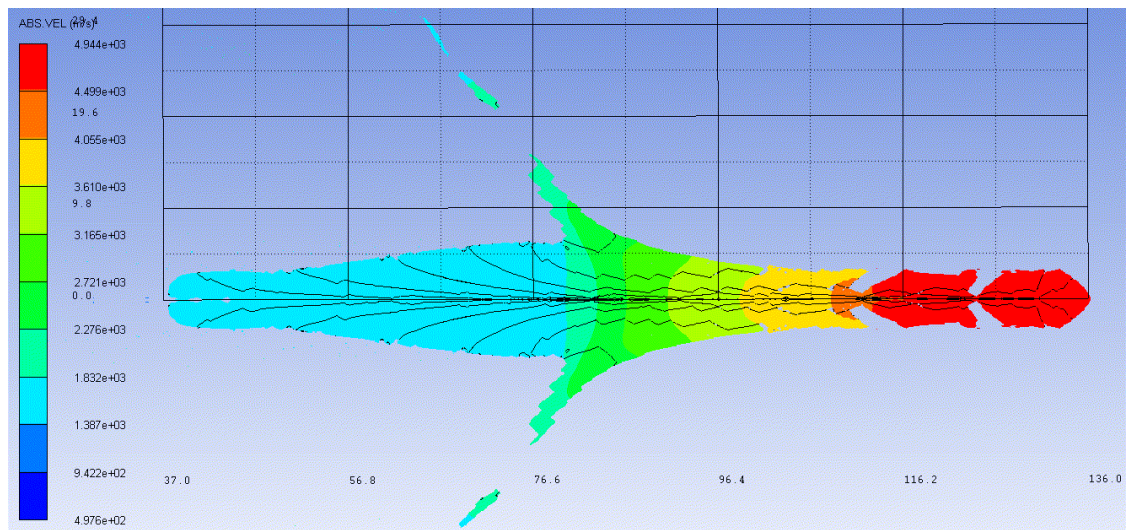 ABS.VEL (m/s)
29.4
4.944e+03
4.499e+03
19.6
4.055e+03
3.610e+03
9.8
3.165e+03
2.721e+03
0.0
2.276e+03
1.832e+03
1.387e+03
9.422e+02
4.976e+02
37.0 56.8 76.6 96.4 116.2 136.0